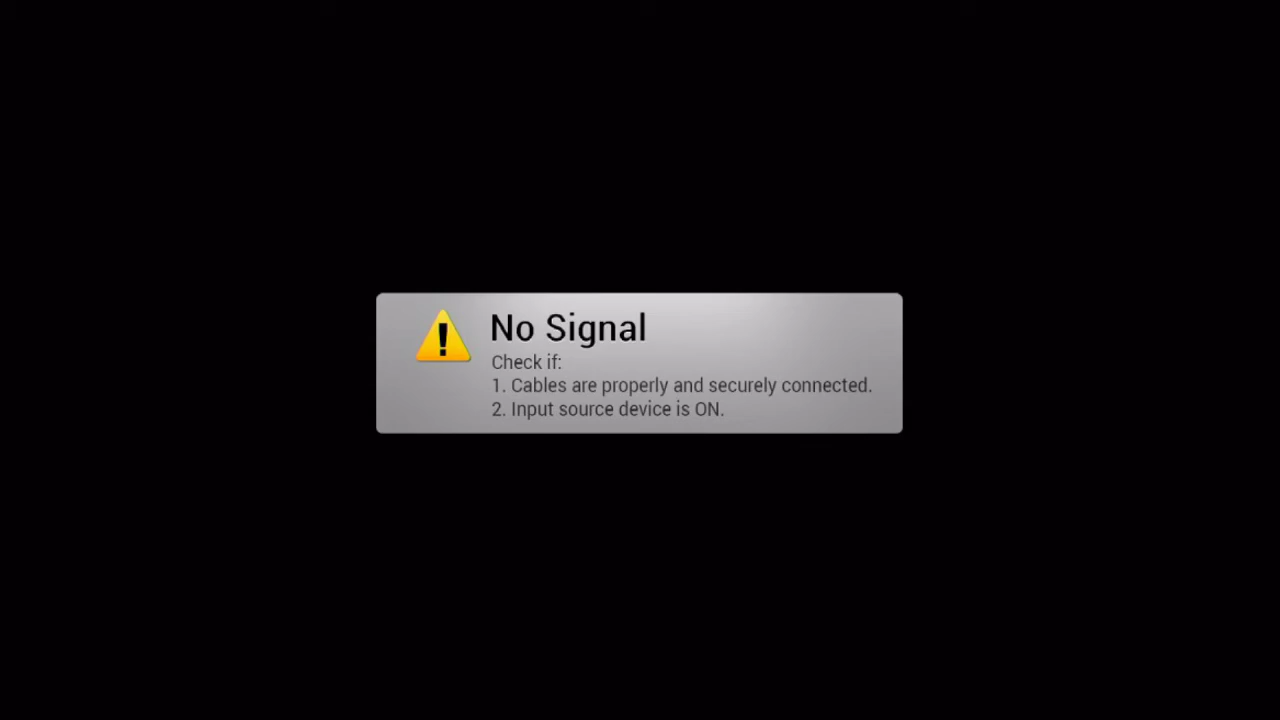 No Signal
Check if:
1. Cables are properly and securely connected.
2. Input source device is ON.